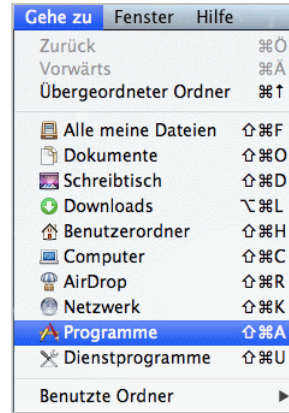 Gehe zu Fenster Hilfe
Zurück ⌘Ö
Vorwärts ⌘Ä
Übergeordneter Ordner ⌘↑
Alle meine Dateien ⇧⌘F
Dokumente ⇧⌘O
Schreibtisch ⇧⌘D
Downloads ⌥⌘L
Benutzerordner ⇧⌘H
Computer ⇧⌘C
AirDrop ⇧⌘R
Netzwerk ⇧⌘K
Programme ⇧⌘A
Dienstprogramme ⇧⌘U
Benutzte Ordner ▶